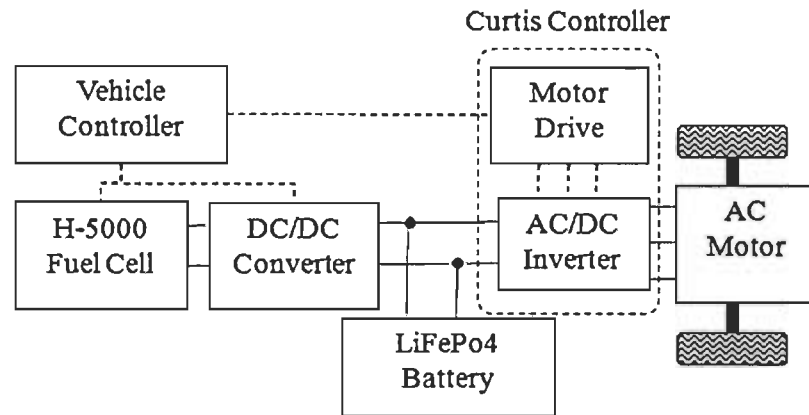 Curtis Controller
Vehicle
Controller
Motor
Drive
H-5000
Fuel Cell
DC/DC
Converter
AC/DC
Inverter
AC
Motor
LiFePo4
Battery